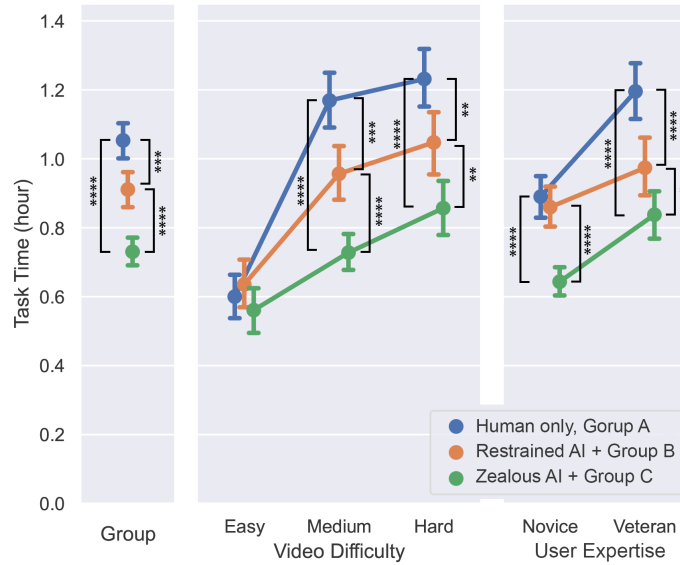 Task Time (hour)
1.4
1.2
1.0
0.8
0.6
0.4
0.2
0.0
***
****
****
****
***
****
****
**
**
****
****
****
****
Human only, Gorup A
Restrained AI + Group B
Zealous AI + Group C
Group
Easy Medium Hard
Video Difficulty
Novice Veteran
User Expertise